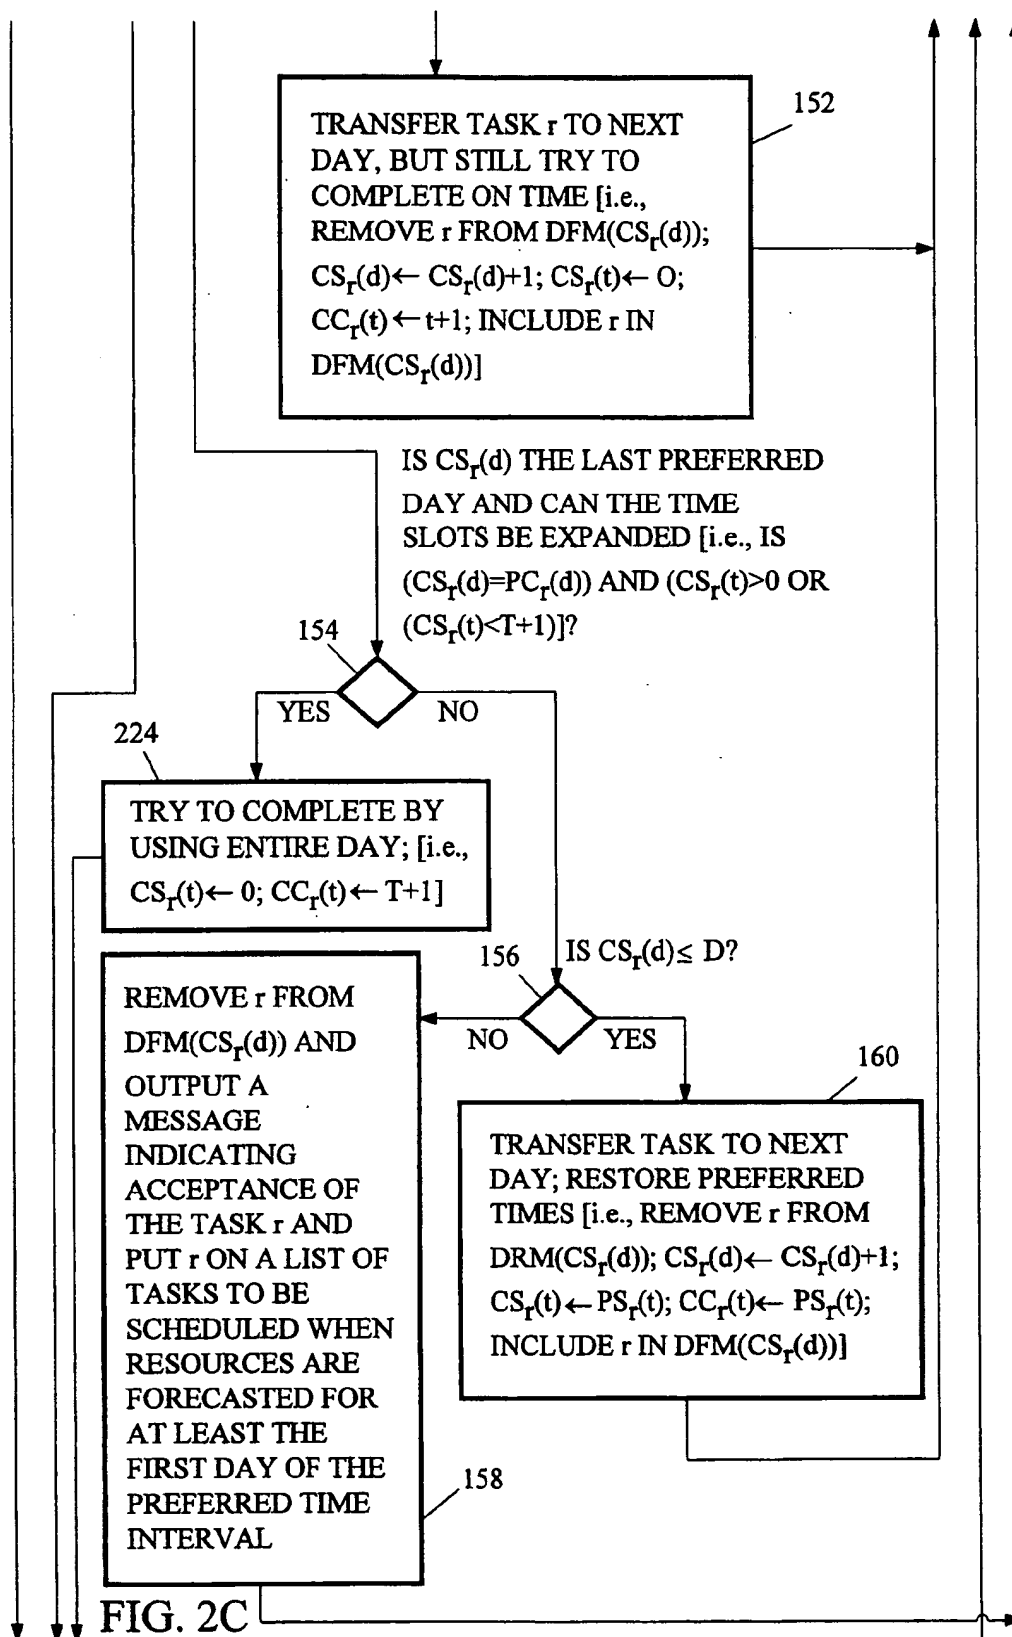 152
TRANSFER TASK r TO NEXT
DAY, BUT STILL TRY TO
COMPLETE ON TIME [i.e.,
REMOVE r FROM DFM(CSr(d));
CSr(d)← CSr(d)+1; CSr(t)← O;
CCr(t)←t+1; INCLUDE r IN
DFM(CSr(d))]
IS CSr(d) THE LAST PREFERRED
DAY AND CAN THE TIME
SLOTS BE EXPANDED [i.e., IS
(CSr(d)=PCr(d)) AND (CSr(t)>0 OR
(CSr(t)<T+1)]?
154
YES
NO
224
TRY TO COMPLETE BY
USING ENTIRE DAY; [i.e.,
CSr(t)← 0; CCr(t)← T+1]
156
IS CSr(d)≤ D?
NO
YES
REMOVE r FROM
DFM(CSr(d)) AND
OUTPUT A
MESSAGE
INDICATING
ACCEPTANCE OF
THE TASK r AND
PUT r ON A LIST OF
TASKS TO BE
SCHEDULED WHEN
RESOURCES ARE
FORECASTED FOR
AT LEAST THE
FIRST DAY OF THE
PREFERRED TIME
INTERVAL
158
160
TRANSFER TASK TO NEXT
DAY; RESTORE PREFERRED
TIMES [i.e., REMOVE r FROM
DRM(CSr(d)); CSr(d)← CSr(d)+1;
CSr(t)←PSr(t); CCr(t)← PSr(t);
INCLUDE r IN DFM(CSr(d))]
FIG. 2C